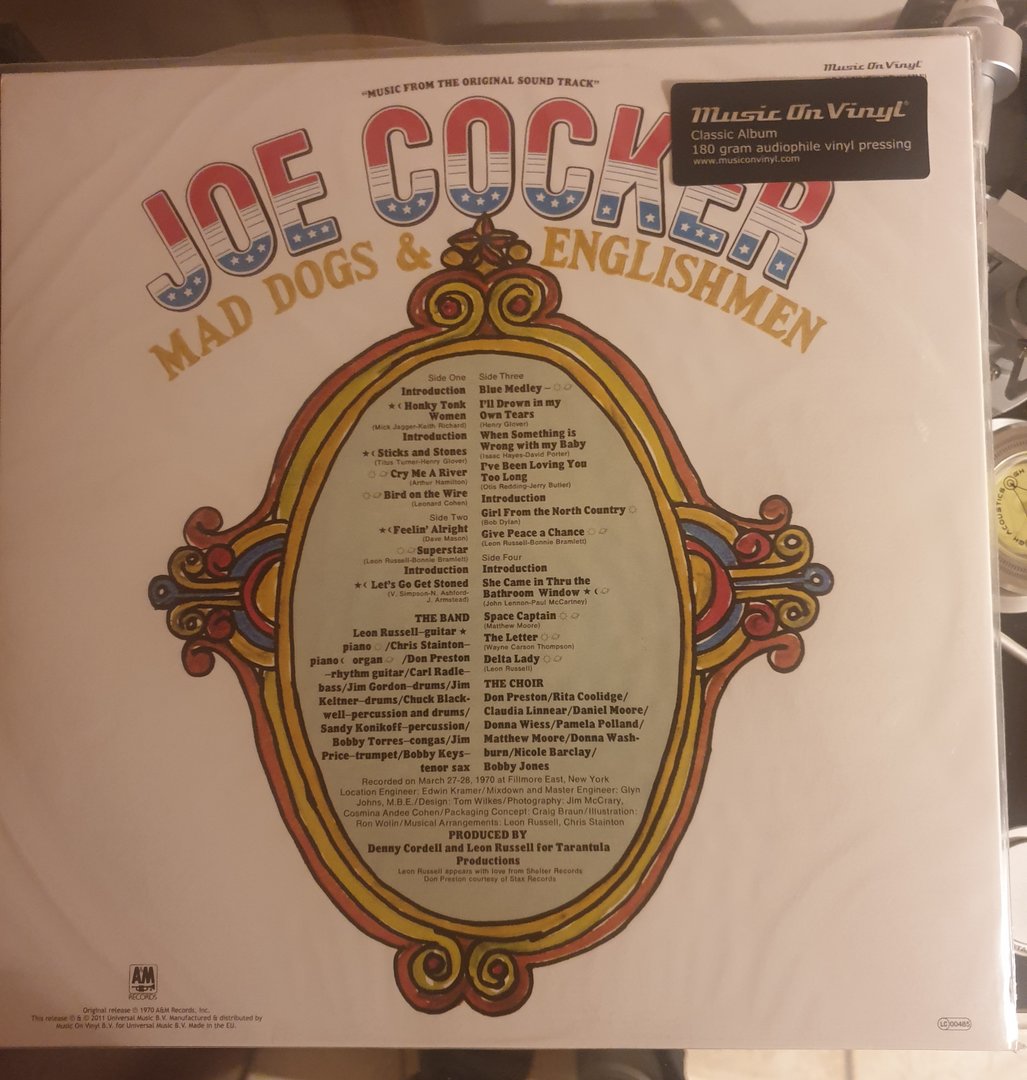 Music On Vinyl
"MUSIC FROM THE ORIGINAL SOUND TRACK"
JOE COCKER
MAD DOGS & ENGLISHMEN
Music On Vinyl®
Classic Album
180 gram audiophile vinyl pressing
www.musiconvinyl.com
Side One
Introduction
★☾ Honky Tonk
Women
(Mick Jagger-Keith Richard)
Introduction
★☾ Sticks and Stones
(Titus Turner-Henry Glover)
Cry Me A River
(Arthur Hamilton)
Bird on the Wire
(Leonard Cohen)
Side Two
★☾ Feelin' Alright
(Dave Mason)
Superstar
(Leon Russell-Bonnie Bramlett)
Introduction
★☾ Let's Go Get Stoned
(V. Simpson-N. Ashford-
J. Armstead)
THE BAND
Leon Russell–guitar ★
piano /Chris Stainton–
piano☾ organ /Don Preston
–rhythm guitar/Carl Radle–
bass/Jim Gordon–drums/Jim
Keltner–drums/Chuck Black-
well–percussion and drums/
Sandy Konikoff–percussion/
Bobby Torres–congas/Jim
Price–trumpet/Bobby Keys–
tenor sax
Side Three
Blue Medley –
I'll Drown in my
Own Tears
(Henry Glover)
When Something is
Wrong with my Baby
(Isaac Hayes-David Porter)
I've Been Loving You
Too Long
(Otis Redding-Jerry Butler)
Introduction
Girl From the North Country
(Bob Dylan)
Give Peace a Chance
(Leon Russell-Bonnie Bramlett)
Side Four
Introduction
She Came in Thru the
Bathroom Window ★ ☾
(John Lennon-Paul McCartney)
Space Captain
(Matthew Moore)
The Letter
(Wayne Carson Thompson)
Delta Lady
(Leon Russell)
THE CHOIR
Don Preston/Rita Coolidge/
Claudia Linnear/Daniel Moore/
Donna Wiess/Pamela Polland/
Matthew Moore/Donna Wash-
burn/Nicole Barclay/
Bobby Jones
Recorded on March 27-28, 1970 at Fillmore East, New York
Location Engineer: Edwin Kramer/Mixdown and Master Engineer: Glyn
Johns, M.B.E./Design: Tom Wilkes/Photography: Jim McCrary,
Cosmina Andee Cohen/Packaging Concept: Craig Braun/Illustration:
Ron Wolin/Musical Arrangements: Leon Russell, Chris Stainton
PRODUCED BY
Denny Cordell and Leon Russell for Tarantula
Productions
Leon Russell appears with love from Shelter Records
Don Preston courtesy of Stax Records
A&M
RECORDS
Original release ℗ 1970 A&M Records, Inc.
This release ℗ & © 2011 Universal Music B.V. Manufactured & distributed by
Music On Vinyl B.V. for Universal Music B.V. Made in the EU.
LC 00485
ACOUSTICS